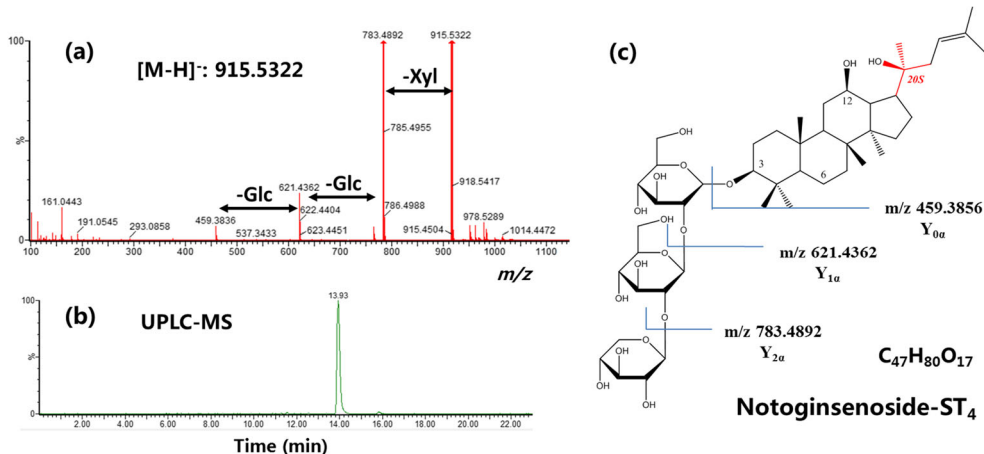 (a)
[M-H]⁻: 915.5322
100
%
0
783.4892
915.5322
-Xyl
785.4955
-Glc
-Glc
621.4362
918.5417
161.0443
622.4404
786.4988
459.3836
978.5289
191.0545
293.0858
537.3433
623.4451
915.4504
1014.4472
100 200 300 400 500 600 700 800 900 1000 1100
m/z
(b)
UPLC-MS
13.93
100
%
0
2.00 4.00 6.00 8.00 10.00 12.00 14.00 16.00 18.00 20.00 22.00
Time (min)
(c)
OH
HO
20S
12
3
6
OH
O
HO
OH
O
O
m/z 459.3856
Y₀α
OH
O
O
HO
OH
m/z 621.4362
Y₁α
O
m/z 783.4892
Y₂α
O
O
OH
OH
OH
C₄₇H₈₀O₁₇
Notoginsenoside-ST₄